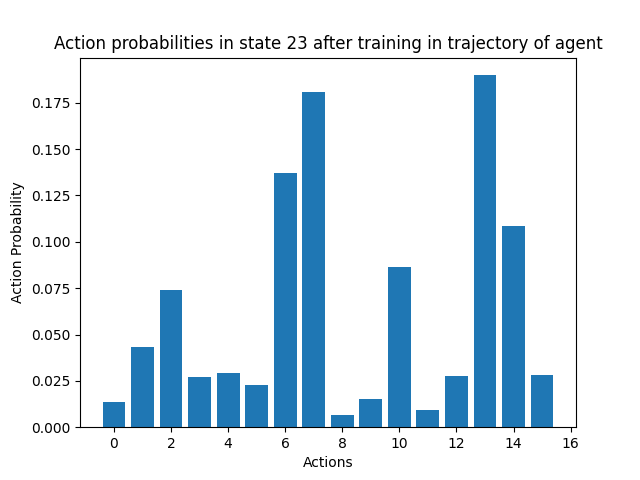 Action probabilities in state 23 after training in trajectory of agent
0.175
0.150
0.125
0.100
0.075
0.050
0.025
0.000
Action Probability
0 2 4 6 8 10 12 14 16
Actions